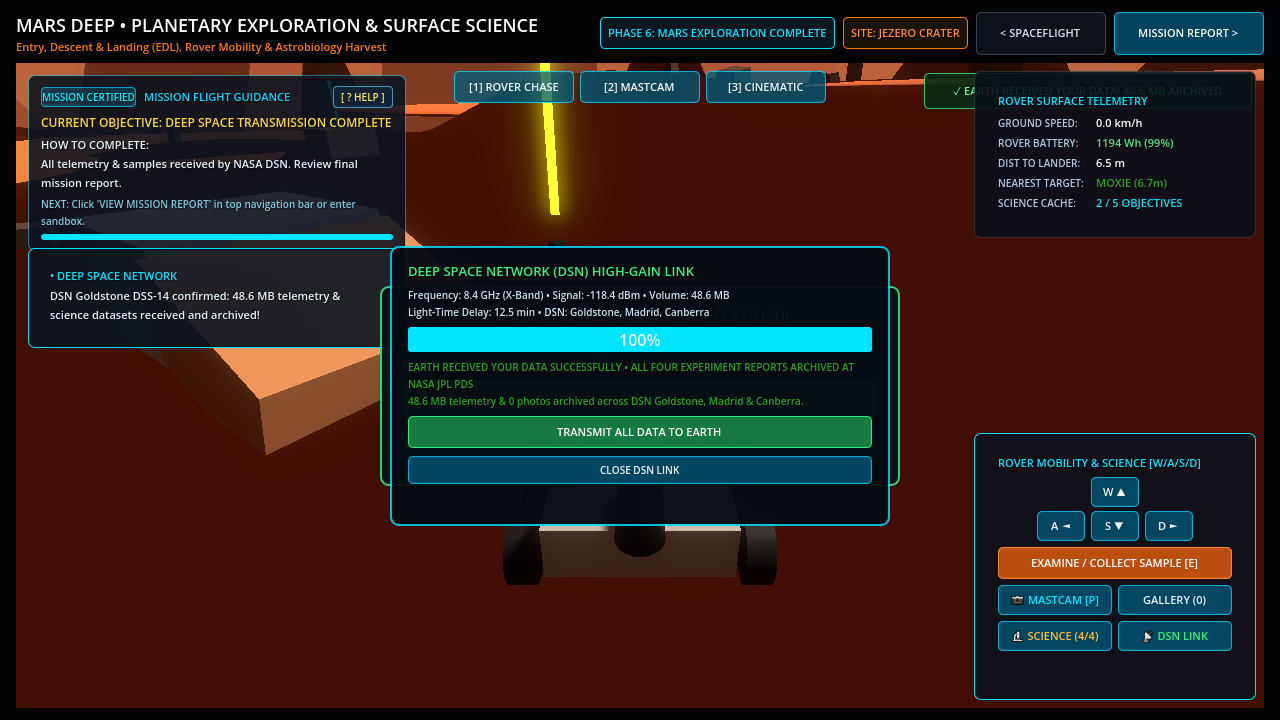 MARS DEEP • PLANETARY EXPLORATION & SURFACE SCIENCE
Entry, Descent & Landing (EDL), Rover Mobility & Astrobiology Harvest
PHASE 6: MARS EXPLORATION COMPLETE
SITE: JEZERO CRATER
< SPACEFLIGHT
MISSION REPORT >
MISSION CERTIFIED
MISSION FLIGHT GUIDANCE
[ ? HELP ]
CURRENT OBJECTIVE: DEEP SPACE TRANSMISSION COMPLETE
HOW TO COMPLETE:
All telemetry & samples received by NASA DSN. Review final
mission report.
NEXT: Click 'VIEW MISSION REPORT' in top navigation bar or enter
sandbox.
• DEEP SPACE NETWORK
DSN Goldstone DSS-14 confirmed: 48.6 MB telemetry &
science datasets received and archived!
[1] ROVER CHASE
[2] MASTCAM
[3] CINEMATIC
✓ EARTH RECEIVED YOUR DATA! 48.6 MB ARCHIVED
ROVER SURFACE TELEMETRY
GROUND SPEED: 0.0 km/h
ROVER BATTERY: 1194 Wh (99%)
DIST TO LANDER: 6.5 m
NEAREST TARGET: MOXIE (6.7m)
SCIENCE CACHE: 2 / 5 OBJECTIVES
DEEP SPACE NETWORK (DSN) HIGH-GAIN LINK
Frequency: 8.4 GHz (X-Band) • Signal: -118.4 dBm • Volume: 48.6 MB
Light-Time Delay: 12.5 min • DSN: Goldstone, Madrid, Canberra
CERTIFIED!
100%
EARTH RECEIVED YOUR DATA SUCCESSFULLY • ALL FOUR EXPERIMENT REPORTS ARCHIVED AT
NASA JPL PDS
48.6 MB telemetry & 0 photos archived across DSN Goldstone, Madrid & Canberra.
TRANSMIT ALL DATA TO EARTH
CLOSE DSN LINK
ROVER MOBILITY & SCIENCE [W/A/S/D]
W ▲
A ◄
S ▼
D ►
EXAMINE / COLLECT SAMPLE [E]
MASTCAM [P]
GALLERY (0)
SCIENCE (4/4)
DSN LINK